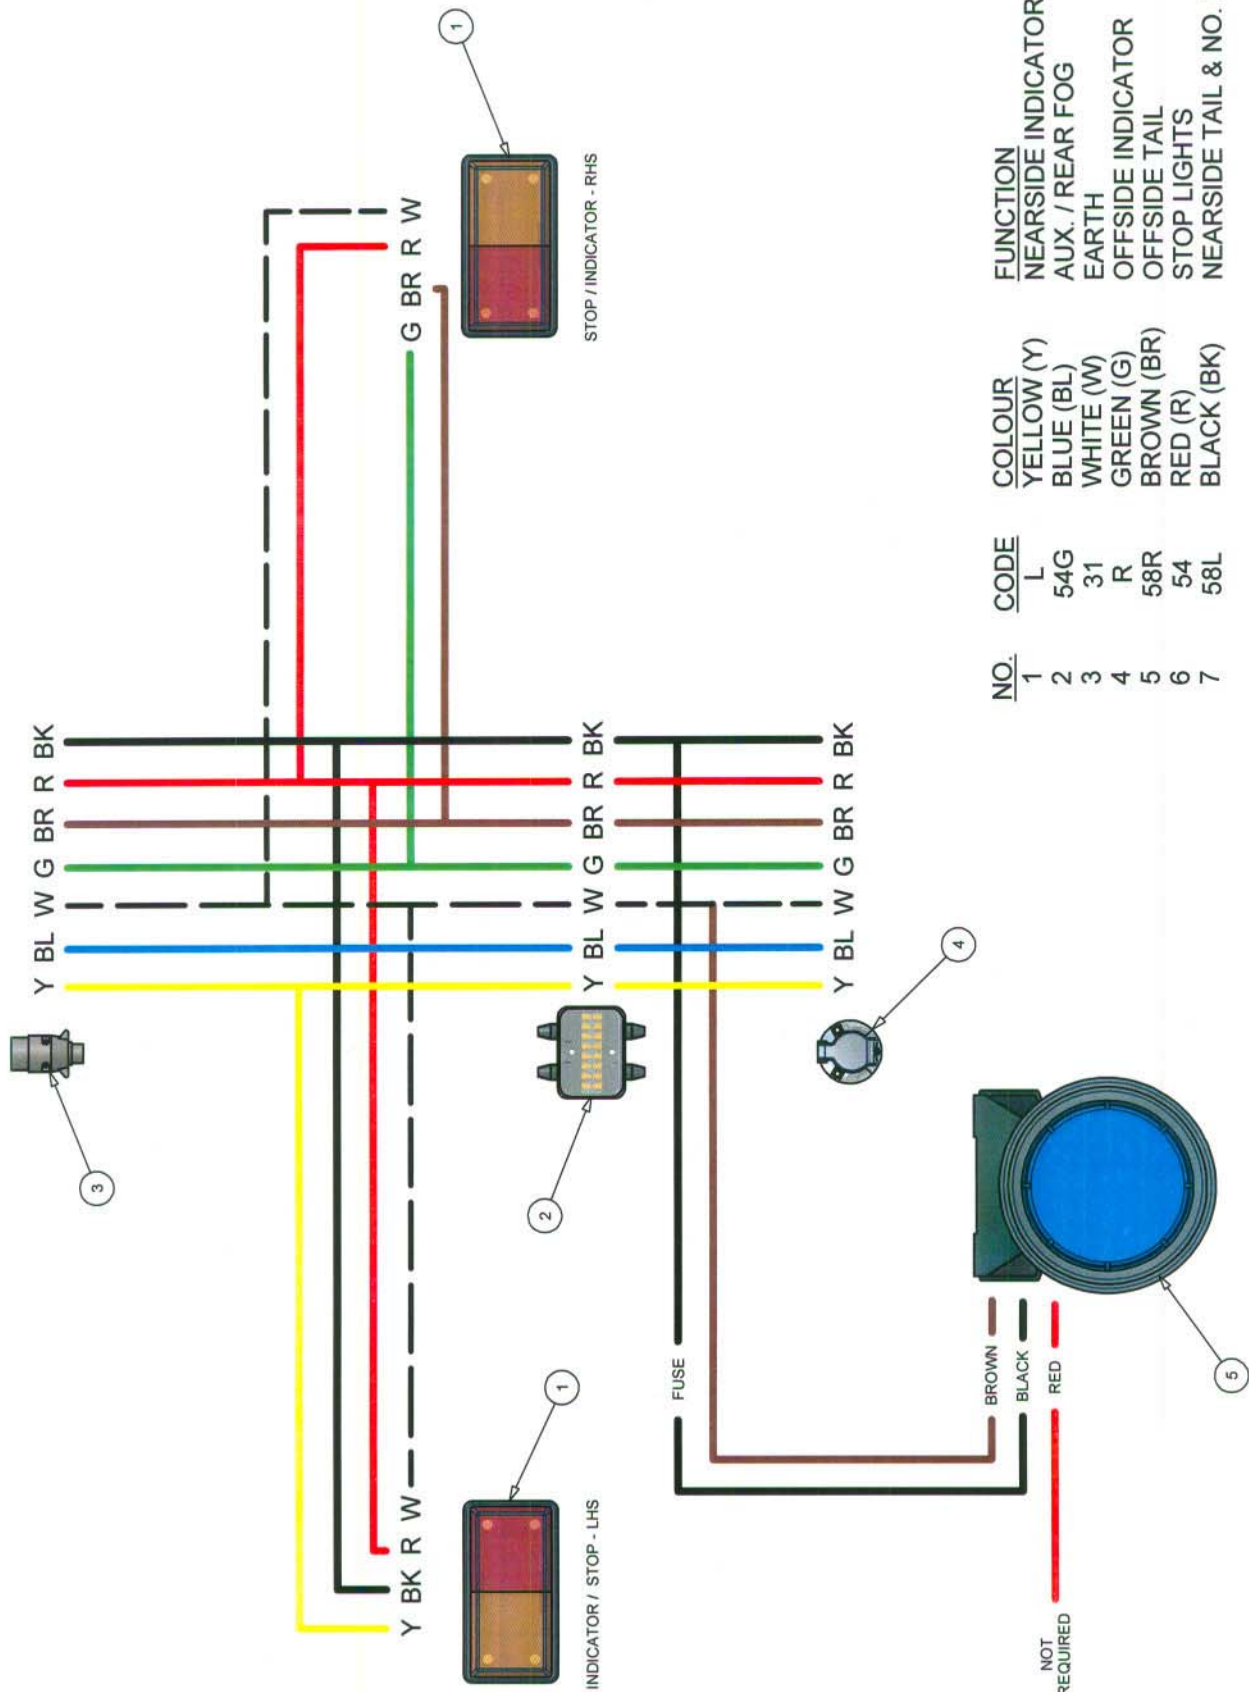 Y BL W G BR R BK
3
1
G BR R W
STOP / INDICATOR - RHS
Y BK R W
1
INDICATOR / STOP - LHS
2
Y BL W G BR R BK
FUSE
Y BL W G BR R BK
4
BROWN
BLACK
RED
NOT
REQUIRED
5
NO. CODE COLOUR FUNCTION
1 L YELLOW (Y) NEARSIDE INDICATOR
2 54G BLUE (BL) AUX. / REAR FOG
3 31 WHITE (W) EARTH
4 R GREEN (G) OFFSIDE INDICATOR
5 58R BROWN (BR) OFFSIDE TAIL
6 54 RED (R) STOP LIGHTS
7 58L BLACK (BK) NEARSIDE TAIL & NO.